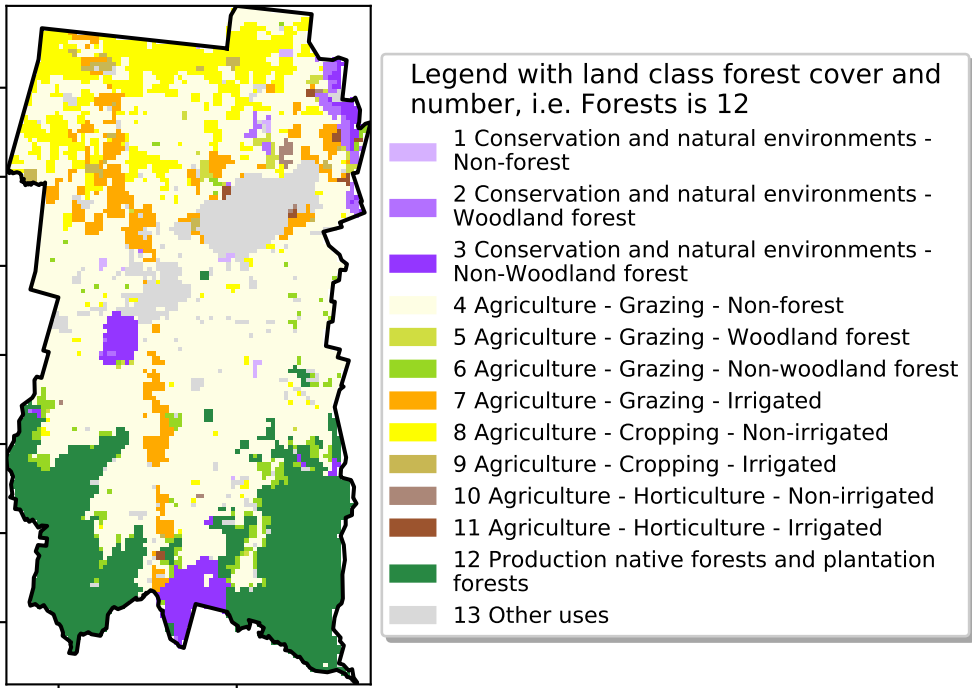 Legend with land class forest cover and
number, i.e. Forests is 12
1 Conservation and natural environments -
Non-forest
2 Conservation and natural environments -
Woodland forest
3 Conservation and natural environments -
Non-Woodland forest
4 Agriculture - Grazing - Non-forest
5 Agriculture - Grazing - Woodland forest
6 Agriculture - Grazing - Non-woodland forest
7 Agriculture - Grazing - Irrigated
8 Agriculture - Cropping - Non-irrigated
9 Agriculture - Cropping - Irrigated
10 Agriculture - Horticulture - Non-irrigated
11 Agriculture - Horticulture - Irrigated
12 Production native forests and plantation
forests
13 Other uses